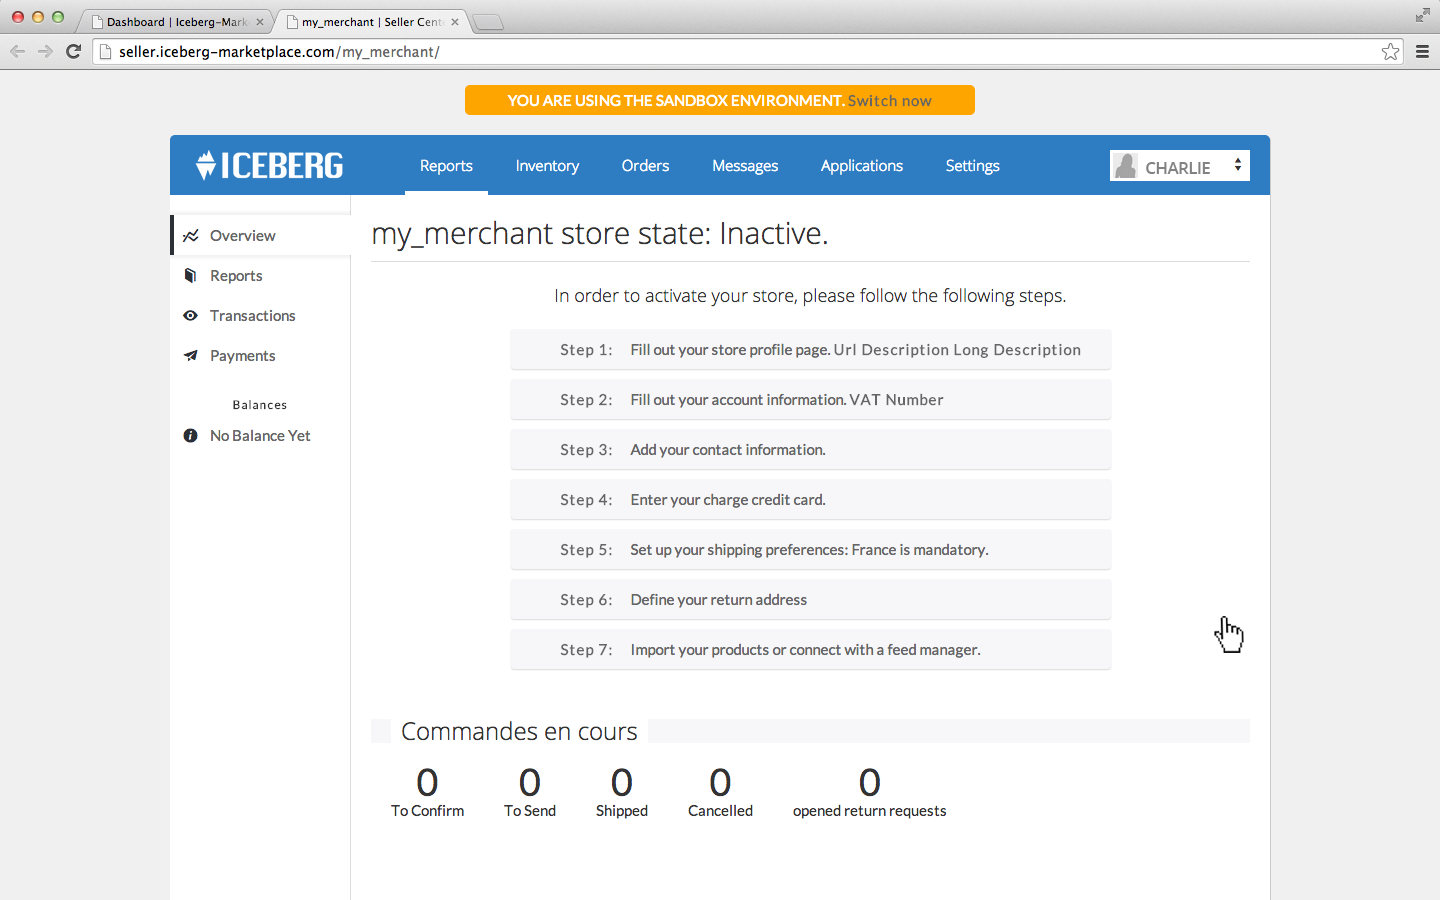 Dashboard | Iceberg-Mark
my_merchant | Seller Cent
seller.iceberg-marketplace.com/my_merchant/
YOU ARE USING THE SANDBOX ENVIRONMENT. Switch now
ICEBERG
Reports
Inventory
Orders
Messages
Applications
Settings
CHARLIE
Overview
Reports
Transactions
Payments
Balances
No Balance Yet
my_merchant store state: Inactive.
In order to activate your store, please follow the following steps.
Step 1: Fill out your store profile page. Url Description Long Description
Step 2: Fill out your account information. VAT Number
Step 3: Add your contact information.
Step 4: Enter your charge credit card.
Step 5: Set up your shipping preferences: France is mandatory.
Step 6: Define your return address
Step 7: Import your products or connect with a feed manager.
Commandes en cours
0 0 0 0 0
To Confirm To Send Shipped Cancelled opened return requests